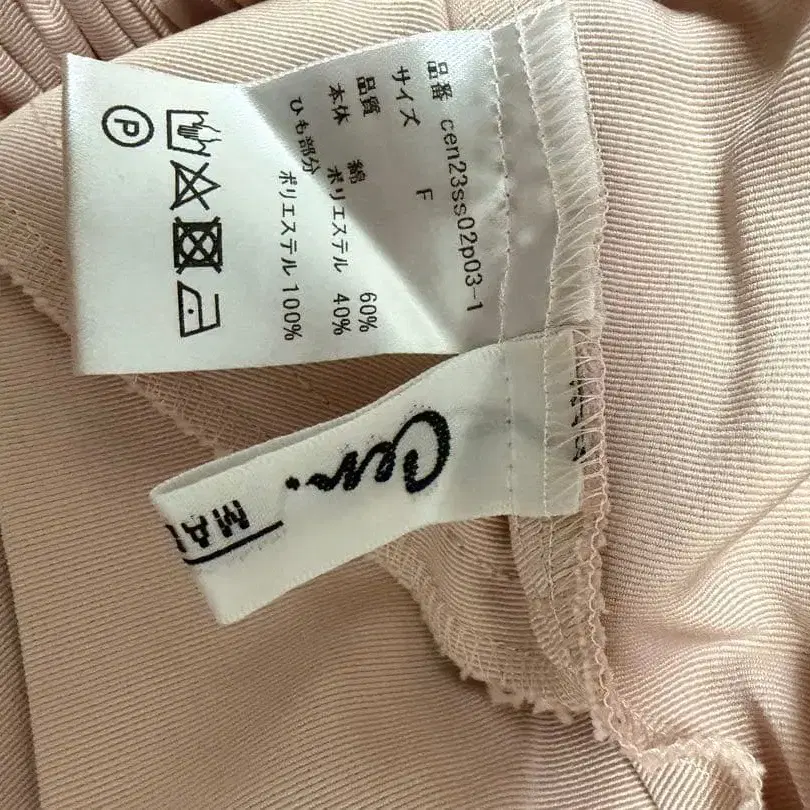 品番 cen23ss02p03-1
サイズ F
品質
本体 綿 60%
ポリエステル 40%
ひも部分
ポリエステル 100%
P
Cen.